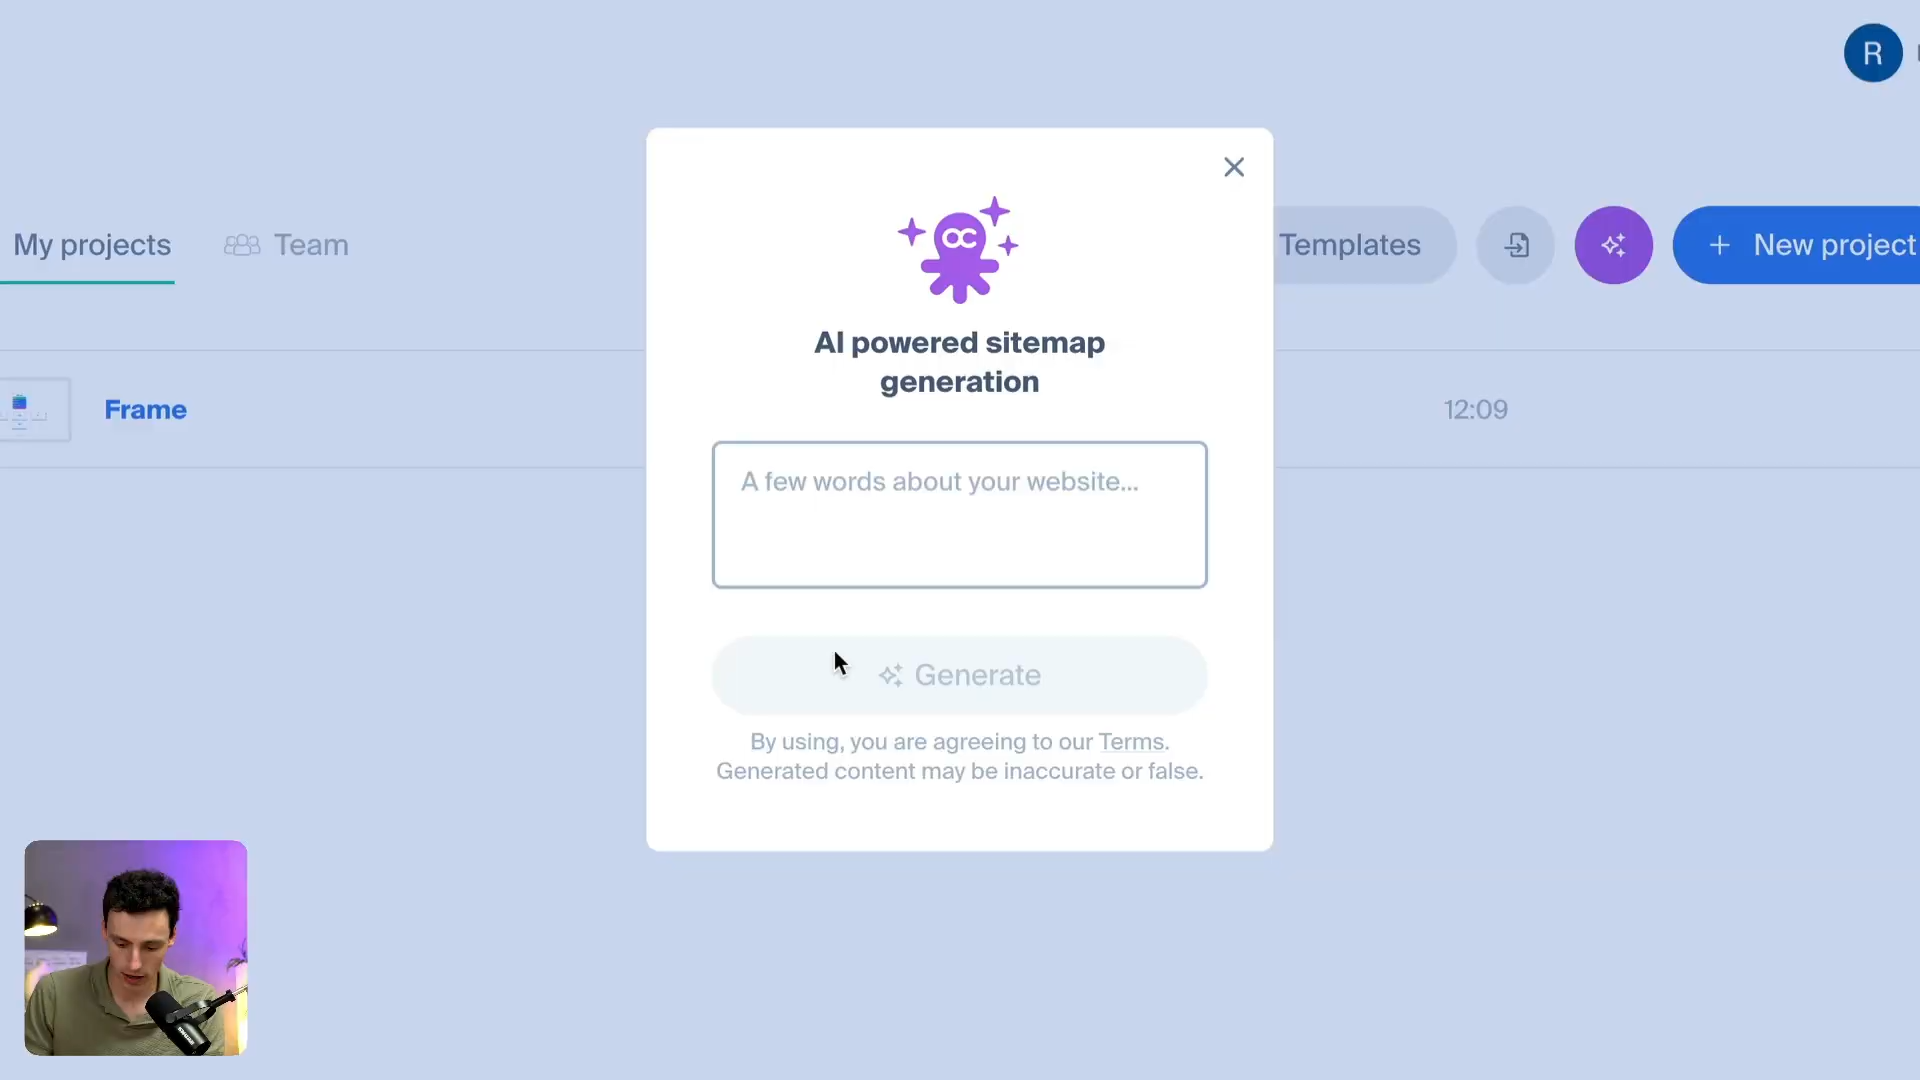 R
My projects
Team
Templates
New project
AI powered sitemap
generation
Frame
12:09
A few words about your website...
Generate
By using, you are agreeing to our Terms.
Generated content may be inaccurate or false.